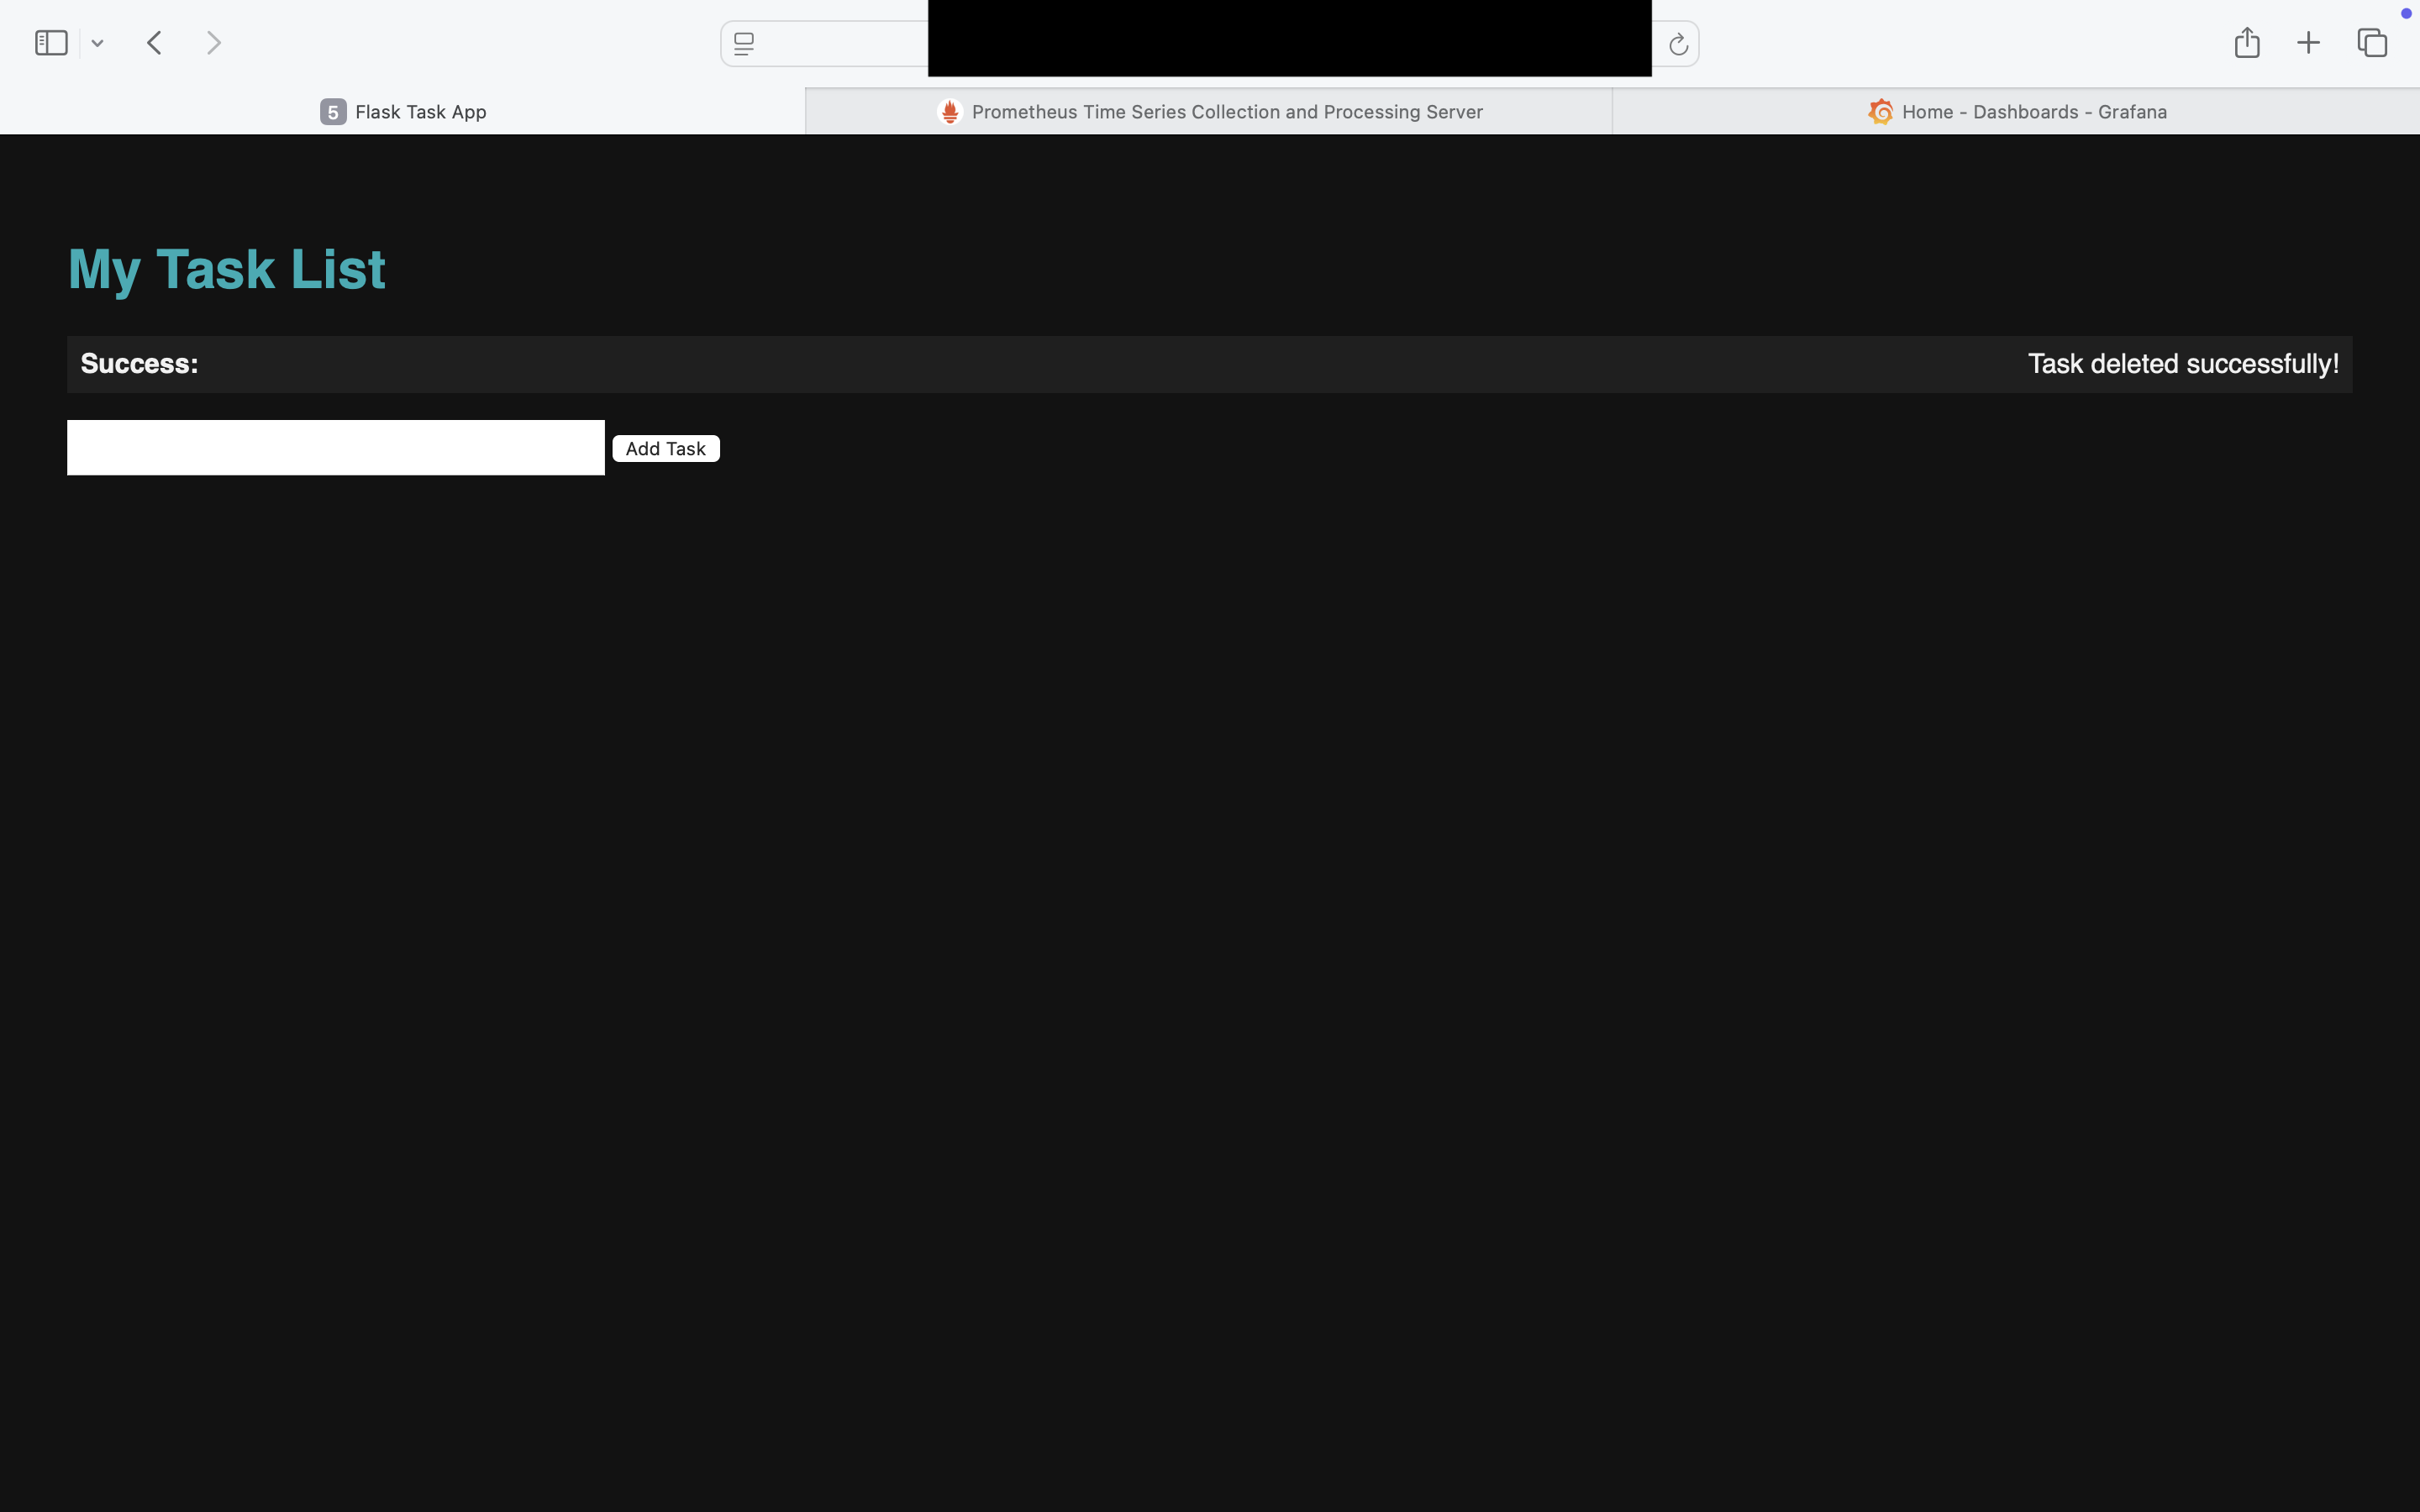 5 Flask Task App
Prometheus Time Series Collection and Processing Server
Home - Dashboards - Grafana
My Task List
Success: Task deleted successfully!
Add Task